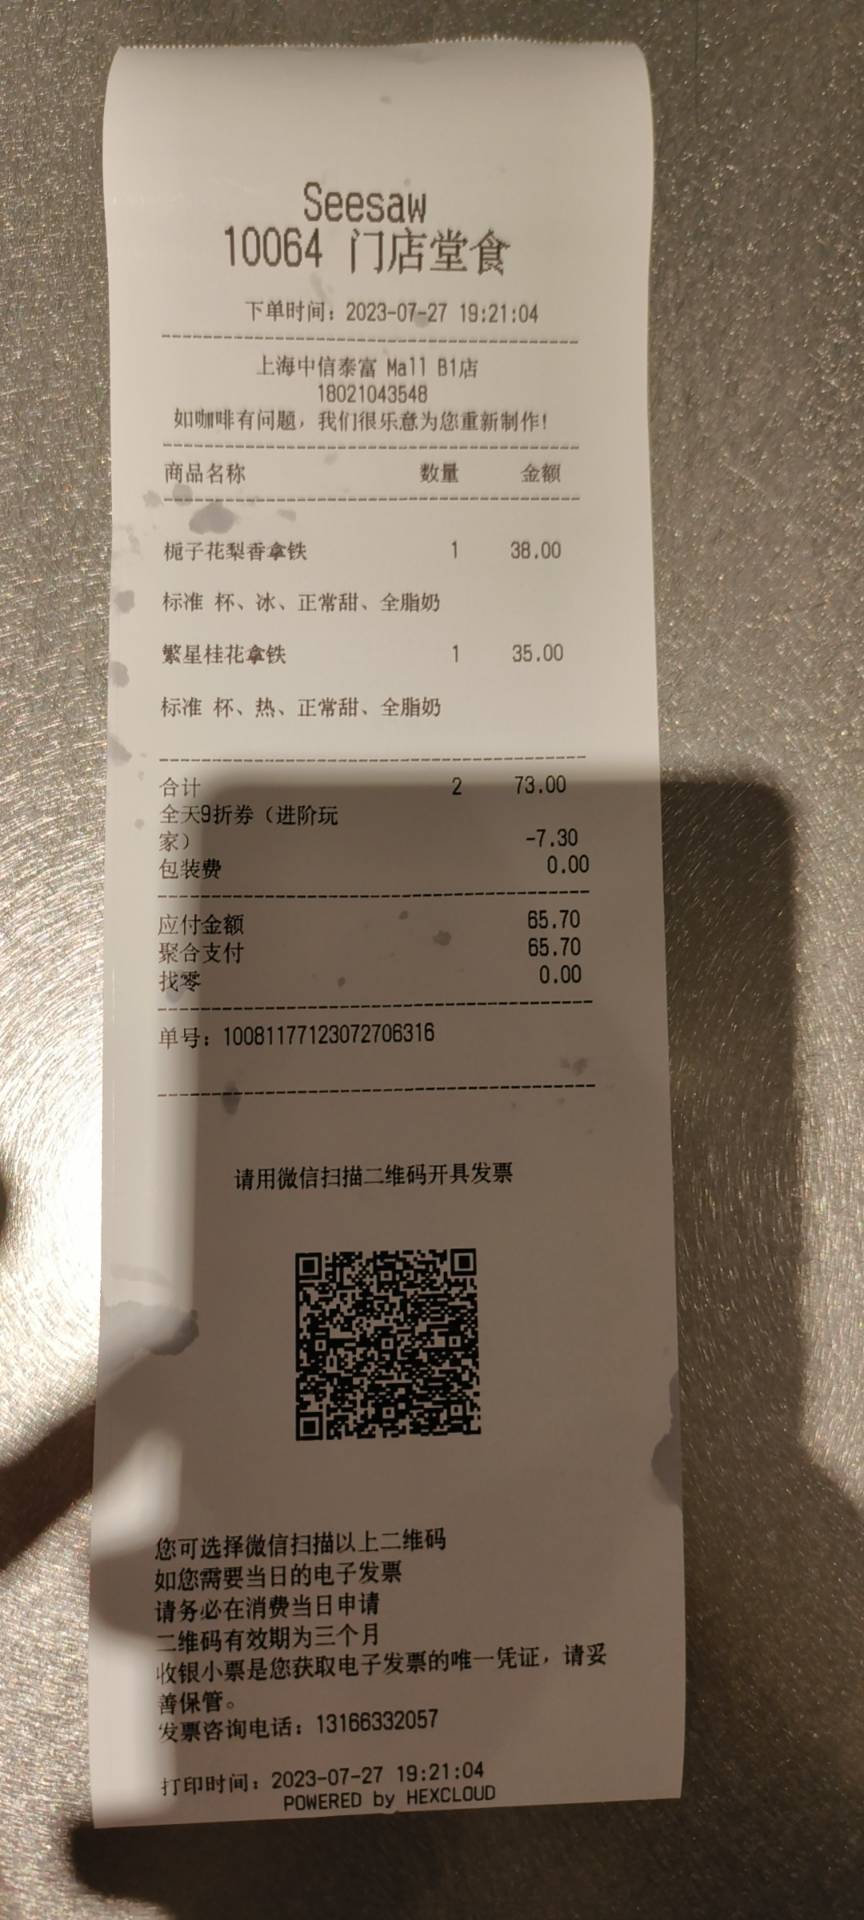 Seesaw
10064 门店堂食
下单时间：2023-07-27 19:21:04
上海中信泰富 Mall B1店
18021043548
如咖啡有问题，我们很乐意为您重新制作！
商品名称 数量 金额
栀子花梨香拿铁 1 38.00
标准 杯、冰、正常甜、全脂奶
繁星桂花拿铁 1 35.00
标准 杯、热、正常甜、全脂奶
合计 2 73.00
全天9折券（进阶玩
家） -7.30
包装费 0.00
应付金额 65.70
聚合支付 65.70
找零 0.00
单号：10081177123072706316
请用微信扫描二维码开具发票
您可选择微信扫描以上二维码
如您需要当日的电子发票
请务必在消费当日申请
二维码有效期为三个月
收银小票是您获取电子发票的唯一凭证，请妥
善保管。
发票咨询电话：13166332057
打印时间：2023-07-27 19:21:04
POWERED by HEXCLOUD